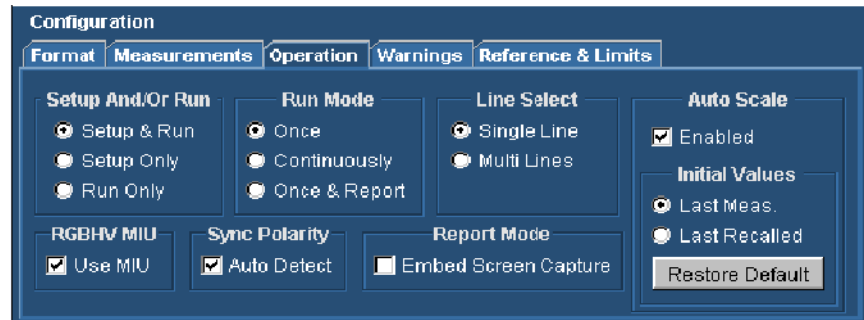 Configuration
Format Measurements Operation Warnings Reference & Limits
Setup And/Or Run
Setup & Run
Setup Only
Run Only
Run Mode
Once
Continuously
Once & Report
Line Select
Single Line
Multi Lines
Auto Scale
Enabled
Initial Values
Last Meas.
Last Recalled
Restore Default
RGBHV MIU
Use MIU
Sync Polarity
Auto Detect
Report Mode
Embed Screen Capture